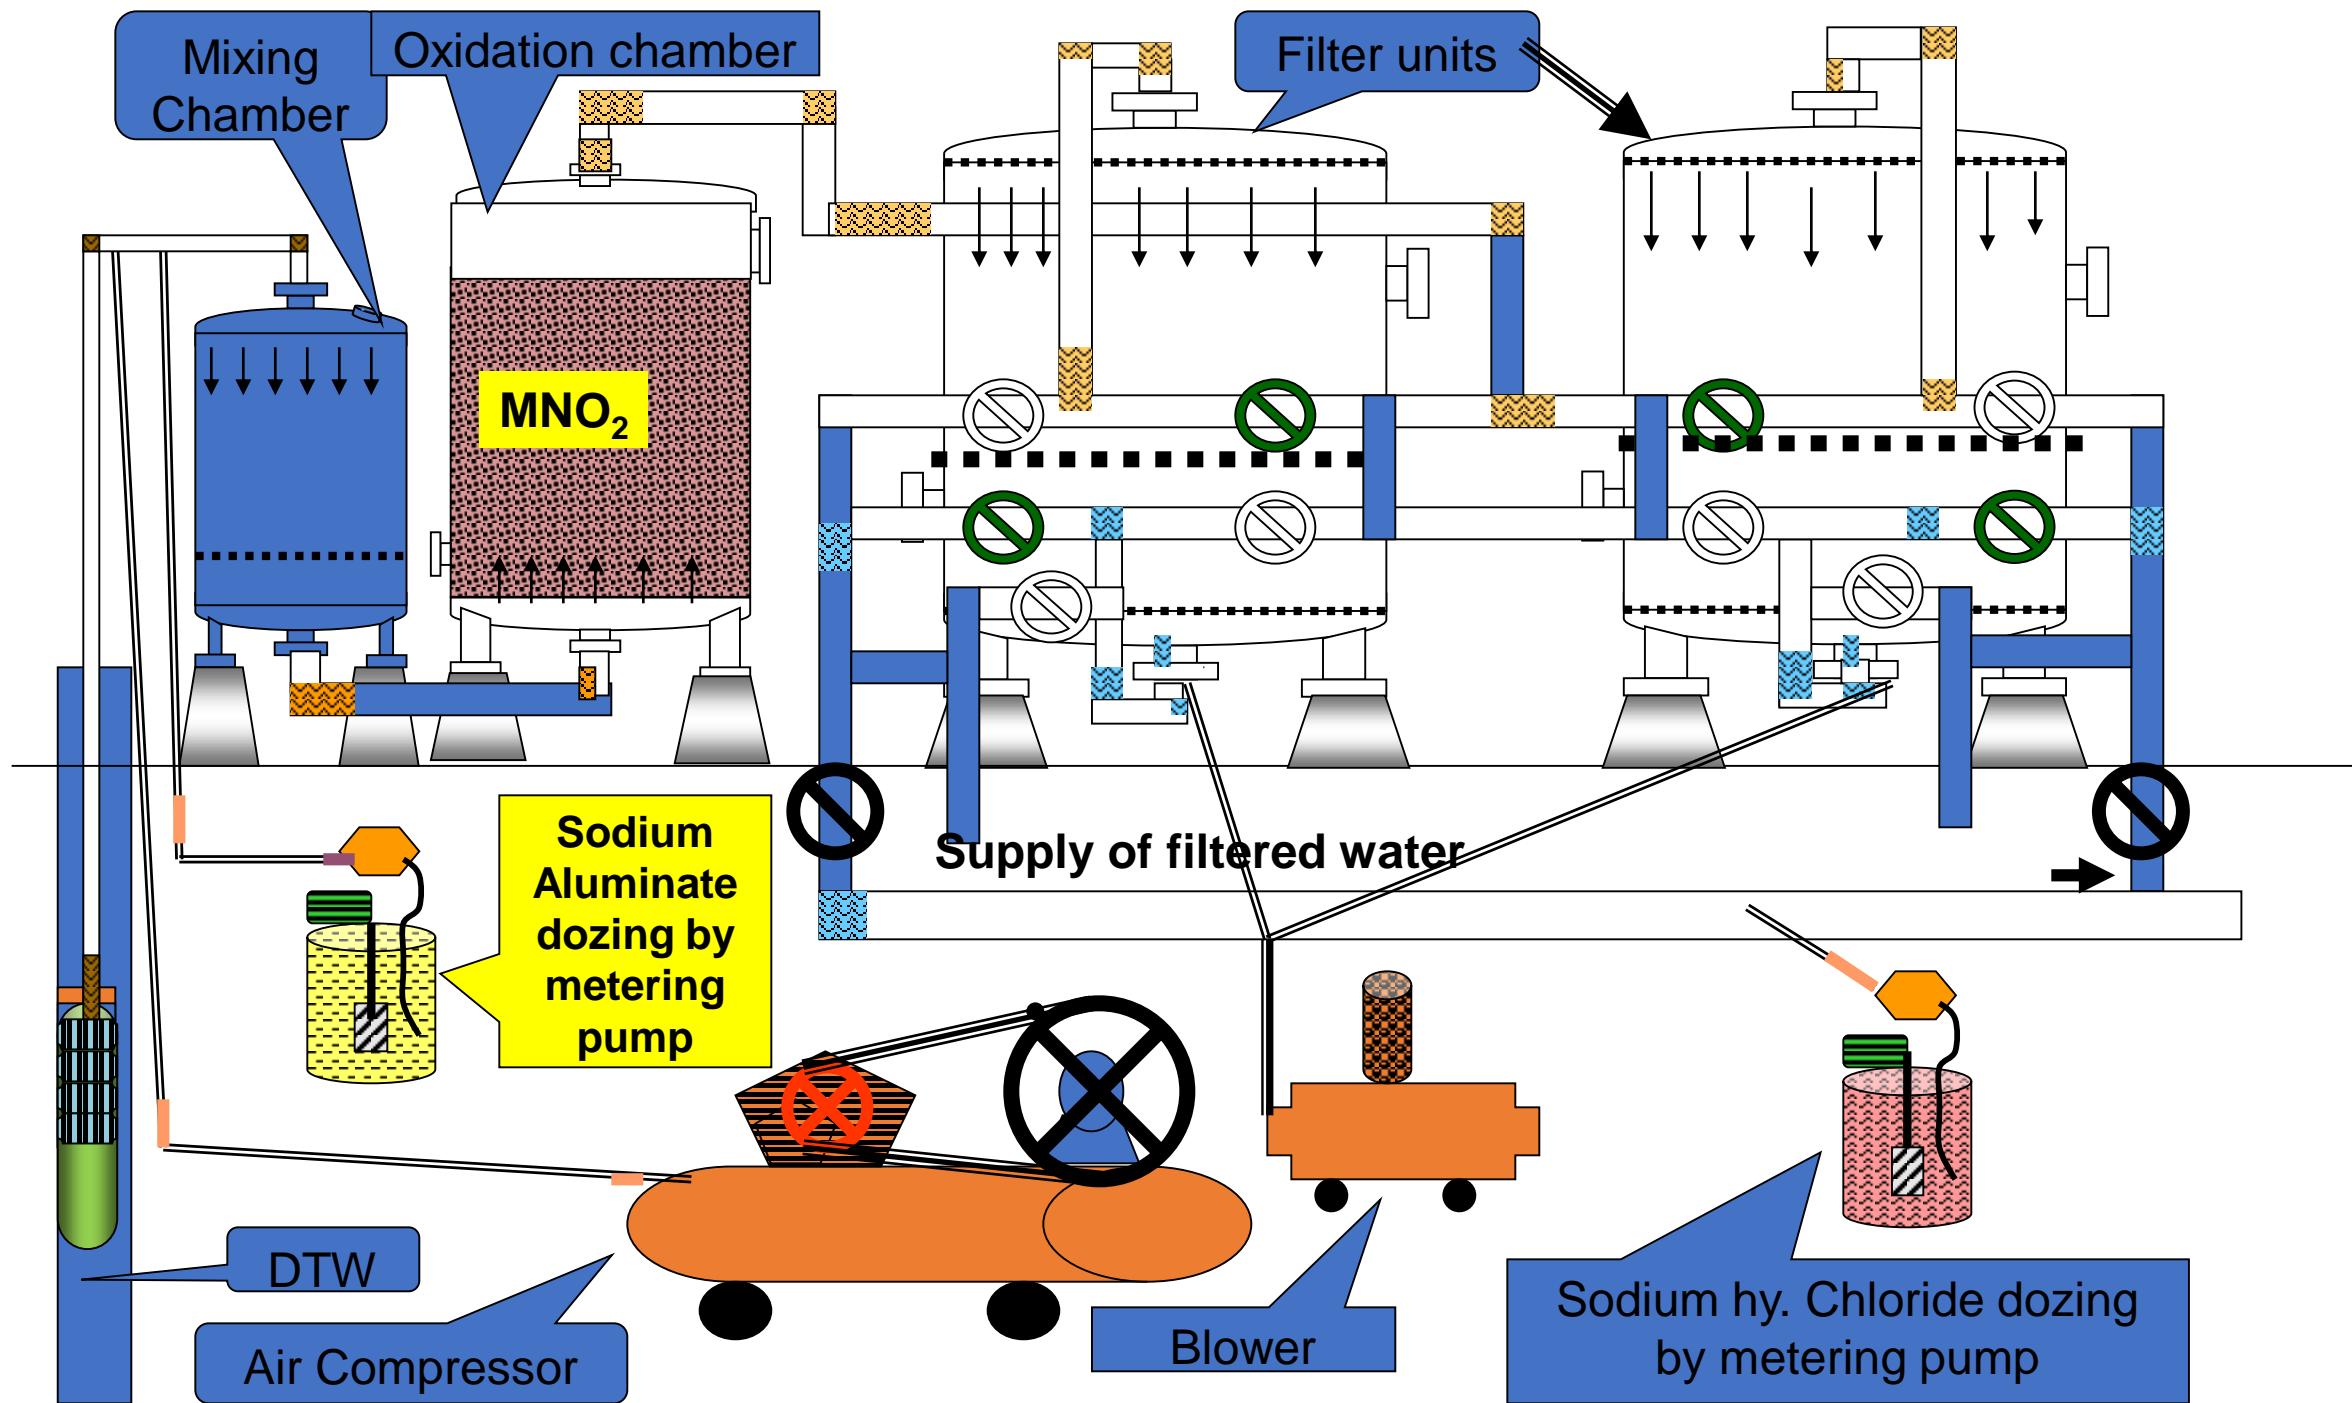 Mixing
Chamber
Oxidation chamber
Filter units
MNO₂
Sodium
Aluminate
dozing by
metering
pump
Supply of filtered water
DTW
Air Compressor
Blower
Sodium hy. Chloride dozing
by metering pump